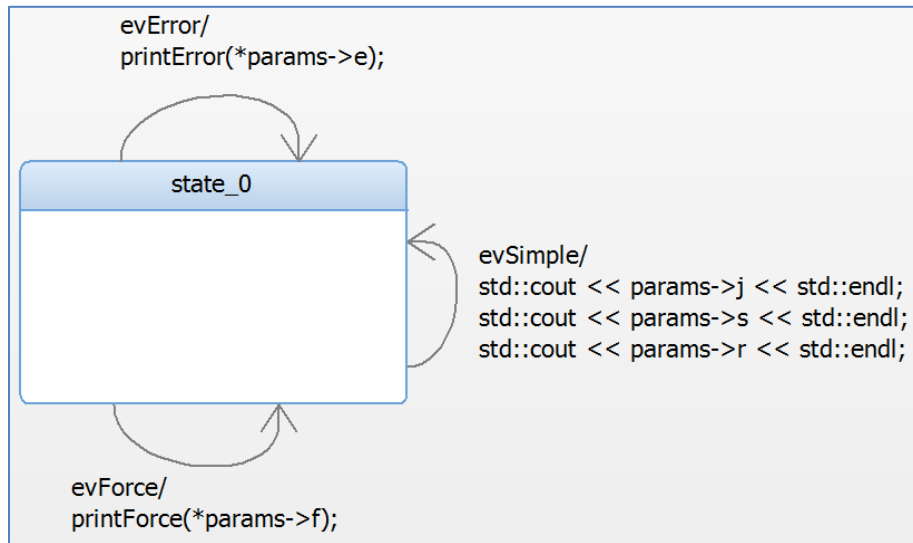 evError/
printError(*params->e);
state_0
evSimple/
std::cout << params->j << std::endl;
std::cout << params->s << std::endl;
std::cout << params->r << std::endl;
evForce/
printForce(*params->f);